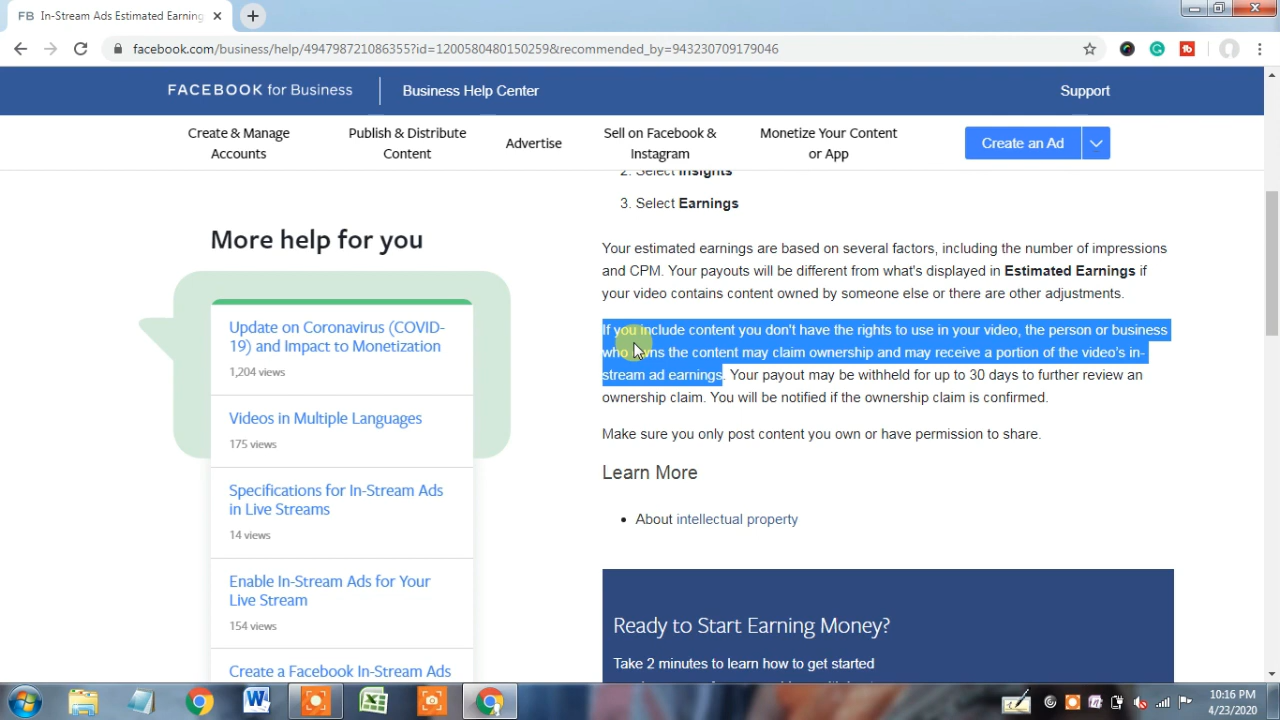 FB In-Stream Ads Estimated Earning
facebook.com/business/help/494798721086355?id=1200580480150259&recommended_by=943230709179046
FACEBOOK for Business
Business Help Center
Support
Create & Manage
Accounts
Publish & Distribute
Content
Advertise
Sell on Facebook &
Instagram
Monetize Your Content
or App
Create an Ad
2. Select Insights
3. Select Earnings
More help for you
Update on Coronavirus (COVID-
19) and Impact to Monetization
1,204 views
Videos in Multiple Languages
175 views
Specifications for In-Stream Ads
in Live Streams
14 views
Enable In-Stream Ads for Your
Live Stream
154 views
Create a Facebook In-Stream Ads
Your estimated earnings are based on several factors, including the number of impressions
and CPM. Your payouts will be different from what's displayed in Estimated Earnings if
your video contains content owned by someone else or there are other adjustments.
If you include content you don't have the rights to use in your video, the person or business
who owns the content may claim ownership and may receive a portion of the video's in-
stream ad earnings. Your payout may be withheld for up to 30 days to further review an
ownership claim. You will be notified if the ownership claim is confirmed.
Make sure you only post content you own or have permission to share.
Learn More
• About intellectual property
Ready to Start Earning Money?
Take 2 minutes to learn how to get started
10:16 PM
4/23/2020